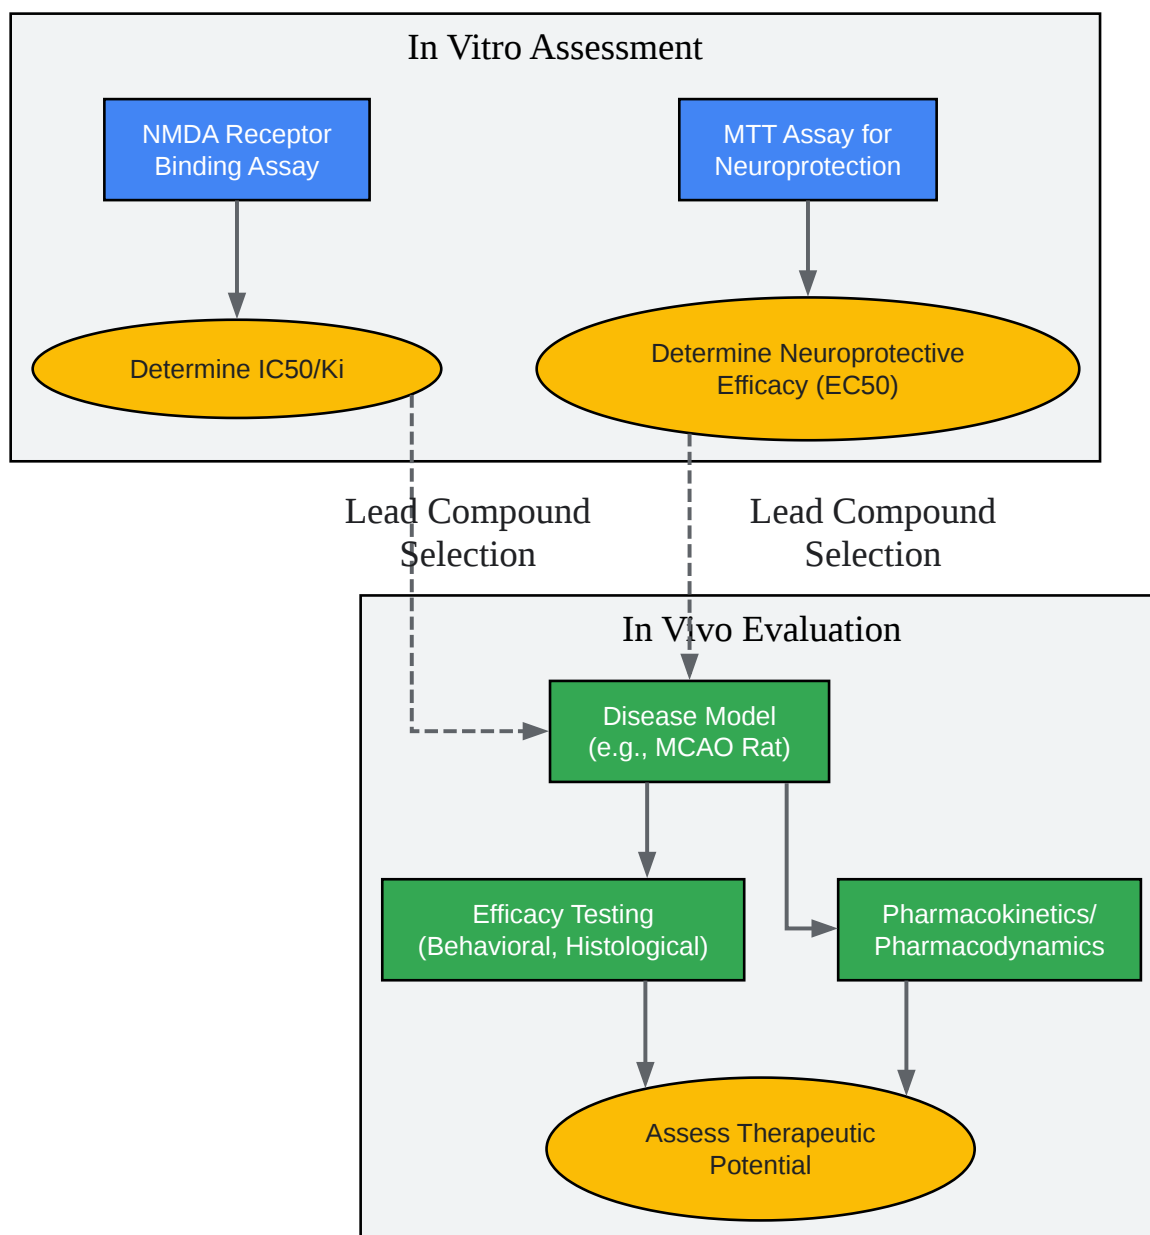 In Vitro Assessment
NMDA Receptor
Binding Assay
MTT Assay for
Neuroprotection
Determine IC50/Ki
Determine Neuroprotective
Efficacy (EC50)
Lead Compound
Selection
Lead Compound
Selection
In Vivo Evaluation
Disease Model
(e.g., MCAO Rat)
Efficacy Testing
(Behavioral, Histological)
Pharmacokinetics/
Pharmacodynamics
Assess Therapeutic
Potential